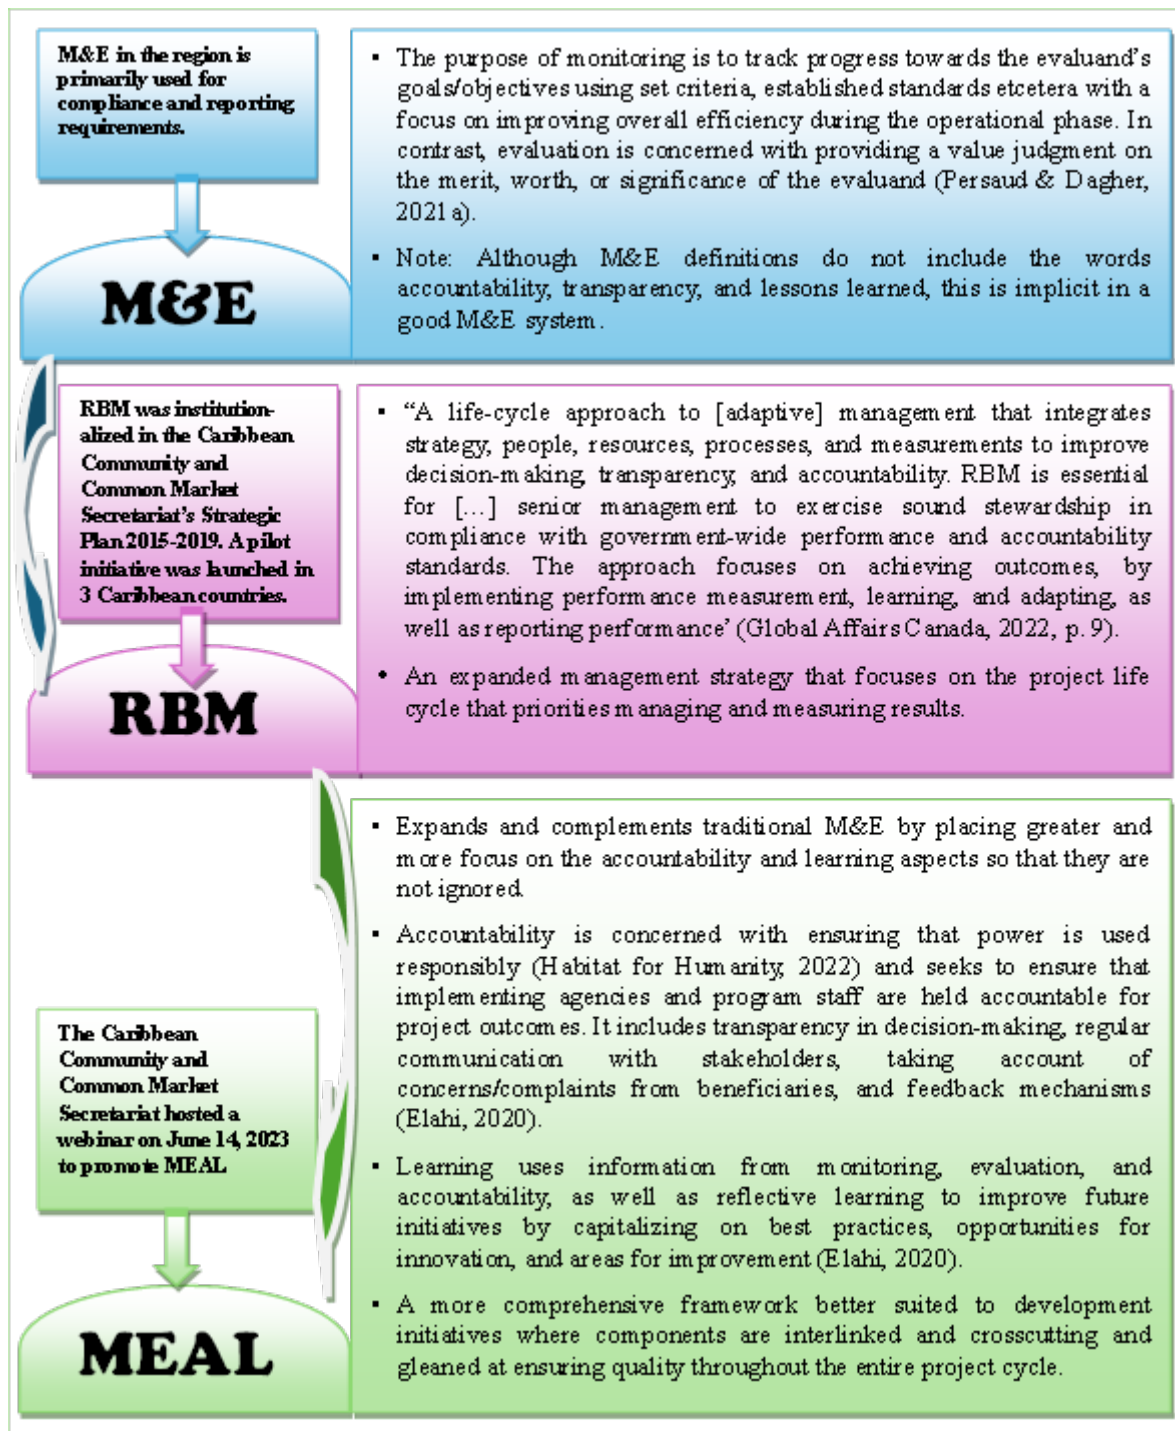 M&E in the region is
primarily used for
compliance and reporting
requirements.
M&E
▪ The purpose of monitoring is to track progress towards the evaluand's
goals/objectives using set criteria, established standards etcetera with a
focus on improving overall efficiency during the operational phase. In
contrast, evaluation is concerned with providing a value judgment on
the merit, worth, or significance of the evaluand (Persaud & Dagher,
2021a).
▪ Note: Although M&E definitions do not include the words
accountability, transparency, and lessons learned, this is implicit in a
good M&E system.
RBM was institution-
alized in the Caribbean
Community and
Common Market
Secretariat's Strategic
Plan 2015-2019. A pilot
initiative was launched in
3 Caribbean countries.
RBM
▪ “A life-cycle approach to [adaptive] management that integrates
strategy, people, resources, processes, and measurements to improve
decision-making, transparency, and accountability. RBM is essential
for [...] senior management to exercise sound stewardship in
compliance with government-wide performance and accountability
standards. The approach focuses on achieving outcomes, by
implementing performance measurement, learning, and adapting, as
well as reporting performance’ (Global Affairs Canada, 2022, p. 9).
• An expanded management strategy that focuses on the project life
cycle that priorities managing and measuring results.
The Caribbean
Community and
Common Market
Secretariat hosted a
webinar on June 14, 2023
to promote MEAL
MEAL
▪ Expands and complements traditional M&E by placing greater and
more focus on the accountability and learning aspects so that they are
not ignored.
▪ Accountability is concerned with ensuring that power is used
responsibly (Habitat for Humanity, 2022) and seeks to ensure that
implementing agencies and program staff are held accountable for
project outcomes. It includes transparency in decision-making, regular
communication with stakeholders, taking account of
concerns/complaints from beneficiaries, and feedback mechanisms
(Elahi, 2020).
▪ Learning uses information from monitoring, evaluation, and
accountability, as well as reflective learning to improve future
initiatives by capitalizing on best practices, opportunities for
innovation, and areas for improvement (Elahi, 2020).
▪ A more comprehensive framework better suited to development
initiatives where components are interlinked and crosscutting and
gleaned at ensuring quality throughout the entire project cycle.